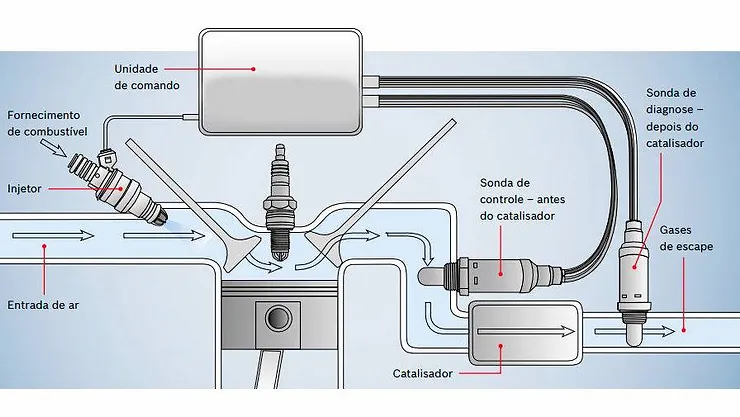 Unidade
de comando
Fornecimento
de combustível
Injetor
Entrada de ar
Sonda de
controle – antes
do catalisador
Sonda de
diagnose –
depois do
catalisador
Gases
de escape
Catalisador